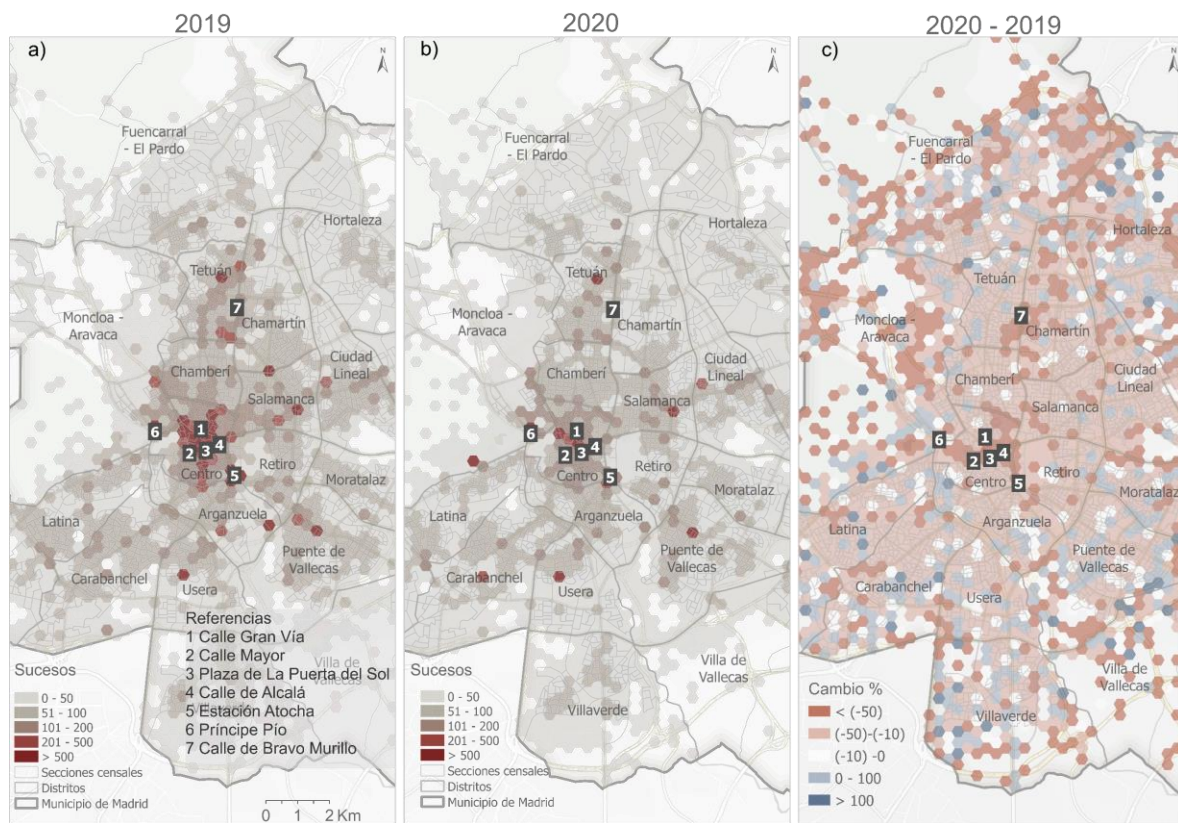 2019
2020
2020 - 2019
a)
N
Fuencarral
- El Pardo
Hortaleza
Tetuán
7
Moncloa -
Aravaca
Chamartín
Chamberí
Ciudad
Lineal
Salamanca
6
1
2
3
4
Centro
5
Retiro
Moratalaz
Latina
Arganzuela
Carabanchel
Puente de
Vallecas
Usera
Villa de
Vallecas
Referencias
1 Calle Gran Vía
2 Calle Mayor
3 Plaza de La Puerta del Sol
4 Calle de Alcalá
5 Estación Atocha
6 Príncipe Pío
7 Calle de Bravo Murillo
Sucesos
0 - 50
51 - 100
101 - 200
201 - 500
> 500
Secciones censales
Distritos
Municipio de Madrid
0 1 2 Km
b)
N
Fuencarral
- El Pardo
Hortaleza
Tetuán
7
Moncloa -
Aravaca
Chamartín
Chamberí
Ciudad
Lineal
Salamanca
6
1
2
3
4
Centro
5
Retiro
Moratalaz
Latina
Arganzuela
Carabanchel
Puente de
Vallecas
Usera
Villa de
Vallecas
Villaverde
Sucesos
0 - 50
51 - 100
101 - 200
201 - 500
> 500
Secciones censales
Distritos
Municipio de Madrid
c)
N
Fuencarral
- El Pardo
Hortaleza
Tetuán
7
Moncloa -
Aravaca
Chamartín
Chamberí
Ciudad
Lineal
Salamanca
6
1
2
3
4
Centro
5
Retiro
Moratalaz
Latina
Arganzuela
Carabanchel
Puente de
Vallecas
Usera
Villa de
Vallecas
Villaverde
Cambio %
< (-50)
(-50)-(-10)
(-10) -0
0 - 100
> 100